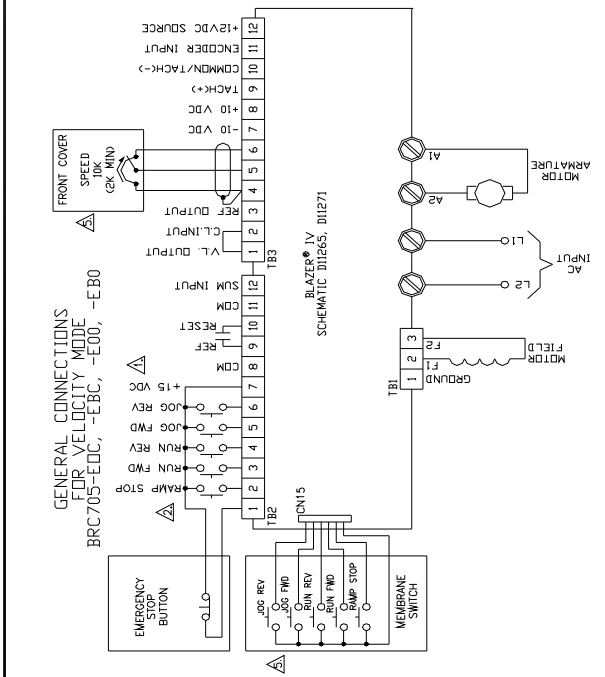 GENERAL CONNECTIONS
FOR VELOCITY MODE
BRC705-E0C, -EBC, -E00, -EB0
EMERGENCY
STOP
BUTTON
5.
JOG REV
JOG FWD
RUN REV
RUN FWD
RAMP STOP
MEMBRANE
SWITCH
CN15
2.
1.
RAMP STOP
RUN FWD
RUN REV
JOG FWD
JOG REV
+15 VDC
COM
REF
RESET
COM
SUM INPUT
1
2
3
4
5
6
7
8
9
10
11
12
TB2
5.
FRONT COVER
SPEED
10K
(2K MIN)
V.L. OUTPUT
C.L.INPUT
REF OUTPUT
-10 VDC
+10 VDC
TACH(+)
COMMON/TACH(-)
ENCODER INPUT
+12VDC SOURCE
1
2
3
4
5
6
7
8
9
10
11
12
TB3
BLAZER® IV
SCHEMATIC D11265, D11271
TB1
1
2
3
GROUND
F1
F2
MOTOR
FIELD
L2
L1
AC
INPUT
A2
A1
MOTOR
ARMATURE